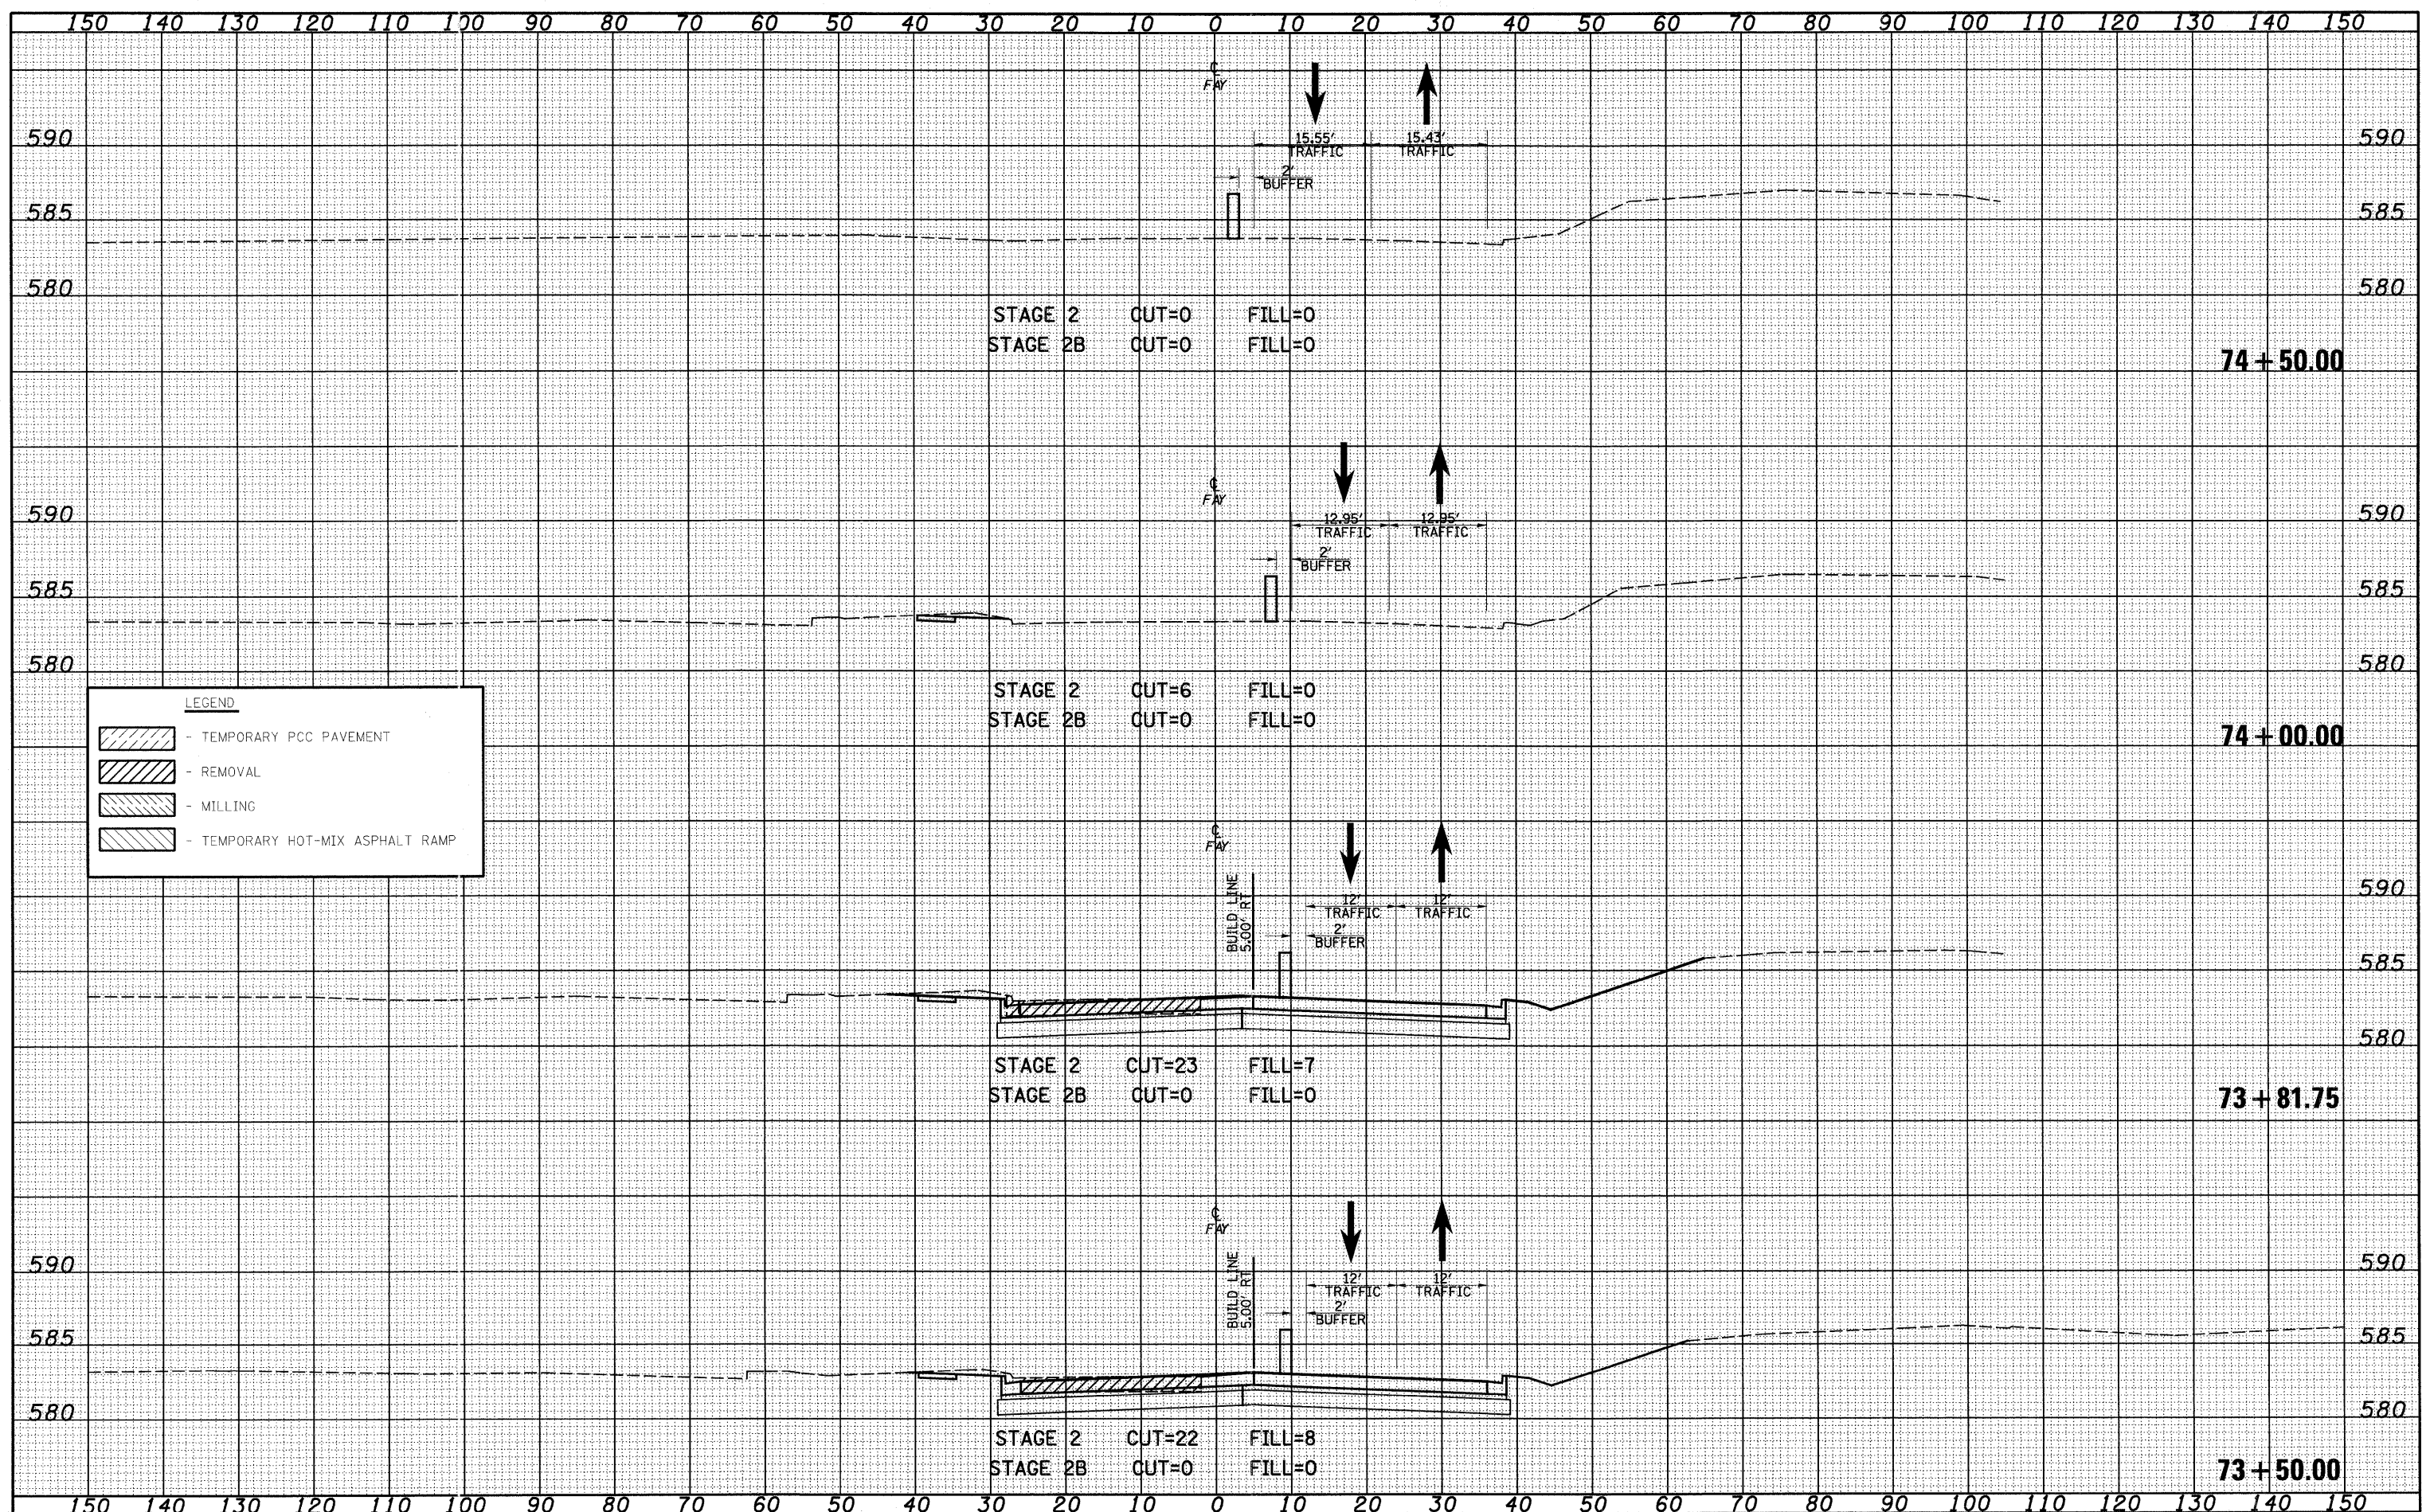 150 140 130 120 110 100 90 80 70 60 50 40 30 20 10 0 10 20 30 40 50 60 70 80 90 100 110 120 130 140 150
℄
FAY
590 15.55' 15.43' 590
TRAFFIC TRAFFIC
2'
BUFFER
585 585
580 580
STAGE 2 CUT=0 FILL=0
STAGE 2B CUT=0 FILL=0
74+50.00
℄
FAY
590 12.95' 12.95' 590
TRAFFIC TRAFFIC
2'
BUFFER
585 585
580 580
STAGE 2 CUT=6 FILL=0
STAGE 2B CUT=0 FILL=0
74+00.00
LEGEND
- TEMPORARY PCC PAVEMENT
- REMOVAL
- MILLING
- TEMPORARY HOT-MIX ASPHALT RAMP
℄
FAY
BUILD LINE
5.00' RT
590 12' 12' 590
TRAFFIC TRAFFIC
2'
BUFFER
585 585
580 580
STAGE 2 CUT=23 FILL=7
STAGE 2B CUT=0 FILL=0
73+81.75
℄
FAY
BUILD LINE
5.00' RT
590 12' 12' 590
TRAFFIC TRAFFIC
2'
BUFFER
585 585
580 580
STAGE 2 CUT=22 FILL=8
STAGE 2B CUT=0 FILL=0
73+50.00
150 140 130 120 110 100 90 80 70 60 50 40 30 20 10 0 10 20 30 40 50 60 70 80 90 100 110 120 130 140 150